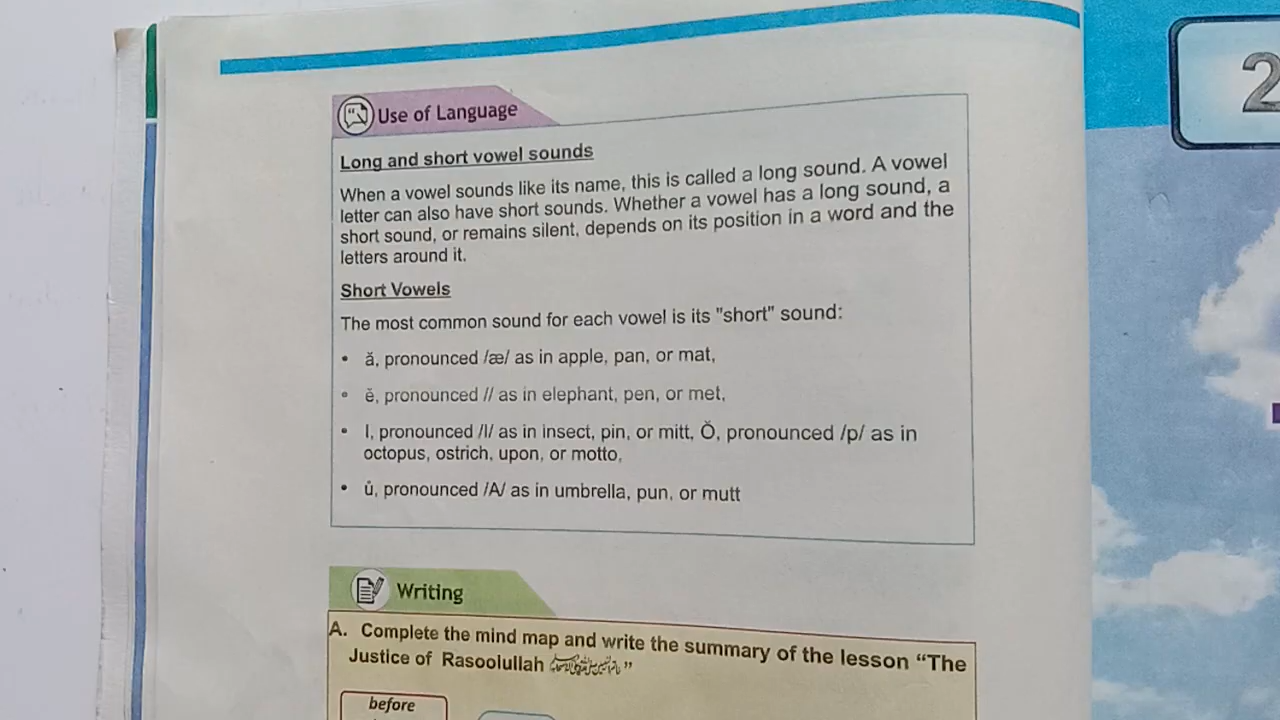 2
Use of Language
Long and short vowel sounds
When a vowel sounds like its name, this is called a long sound. A vowel
letter can also have short sounds. Whether a vowel has a long sound, a
short sound, or remains silent, depends on its position in a word and the
letters around it.
Short Vowels
The most common sound for each vowel is its "short" sound:
• ă, pronounced /æ/ as in apple, pan, or mat,
• ĕ, pronounced // as in elephant, pen, or met,
• I, pronounced /I/ as in insect, pin, or mitt, Ŏ, pronounced /p/ as in
octopus, ostrich, upon, or motto,
• ů, pronounced /A/ as in umbrella, pun, or mutt
Writing
A. Complete the mind map and write the summary of the lesson “The
Justice of Rasoolullah ”
before